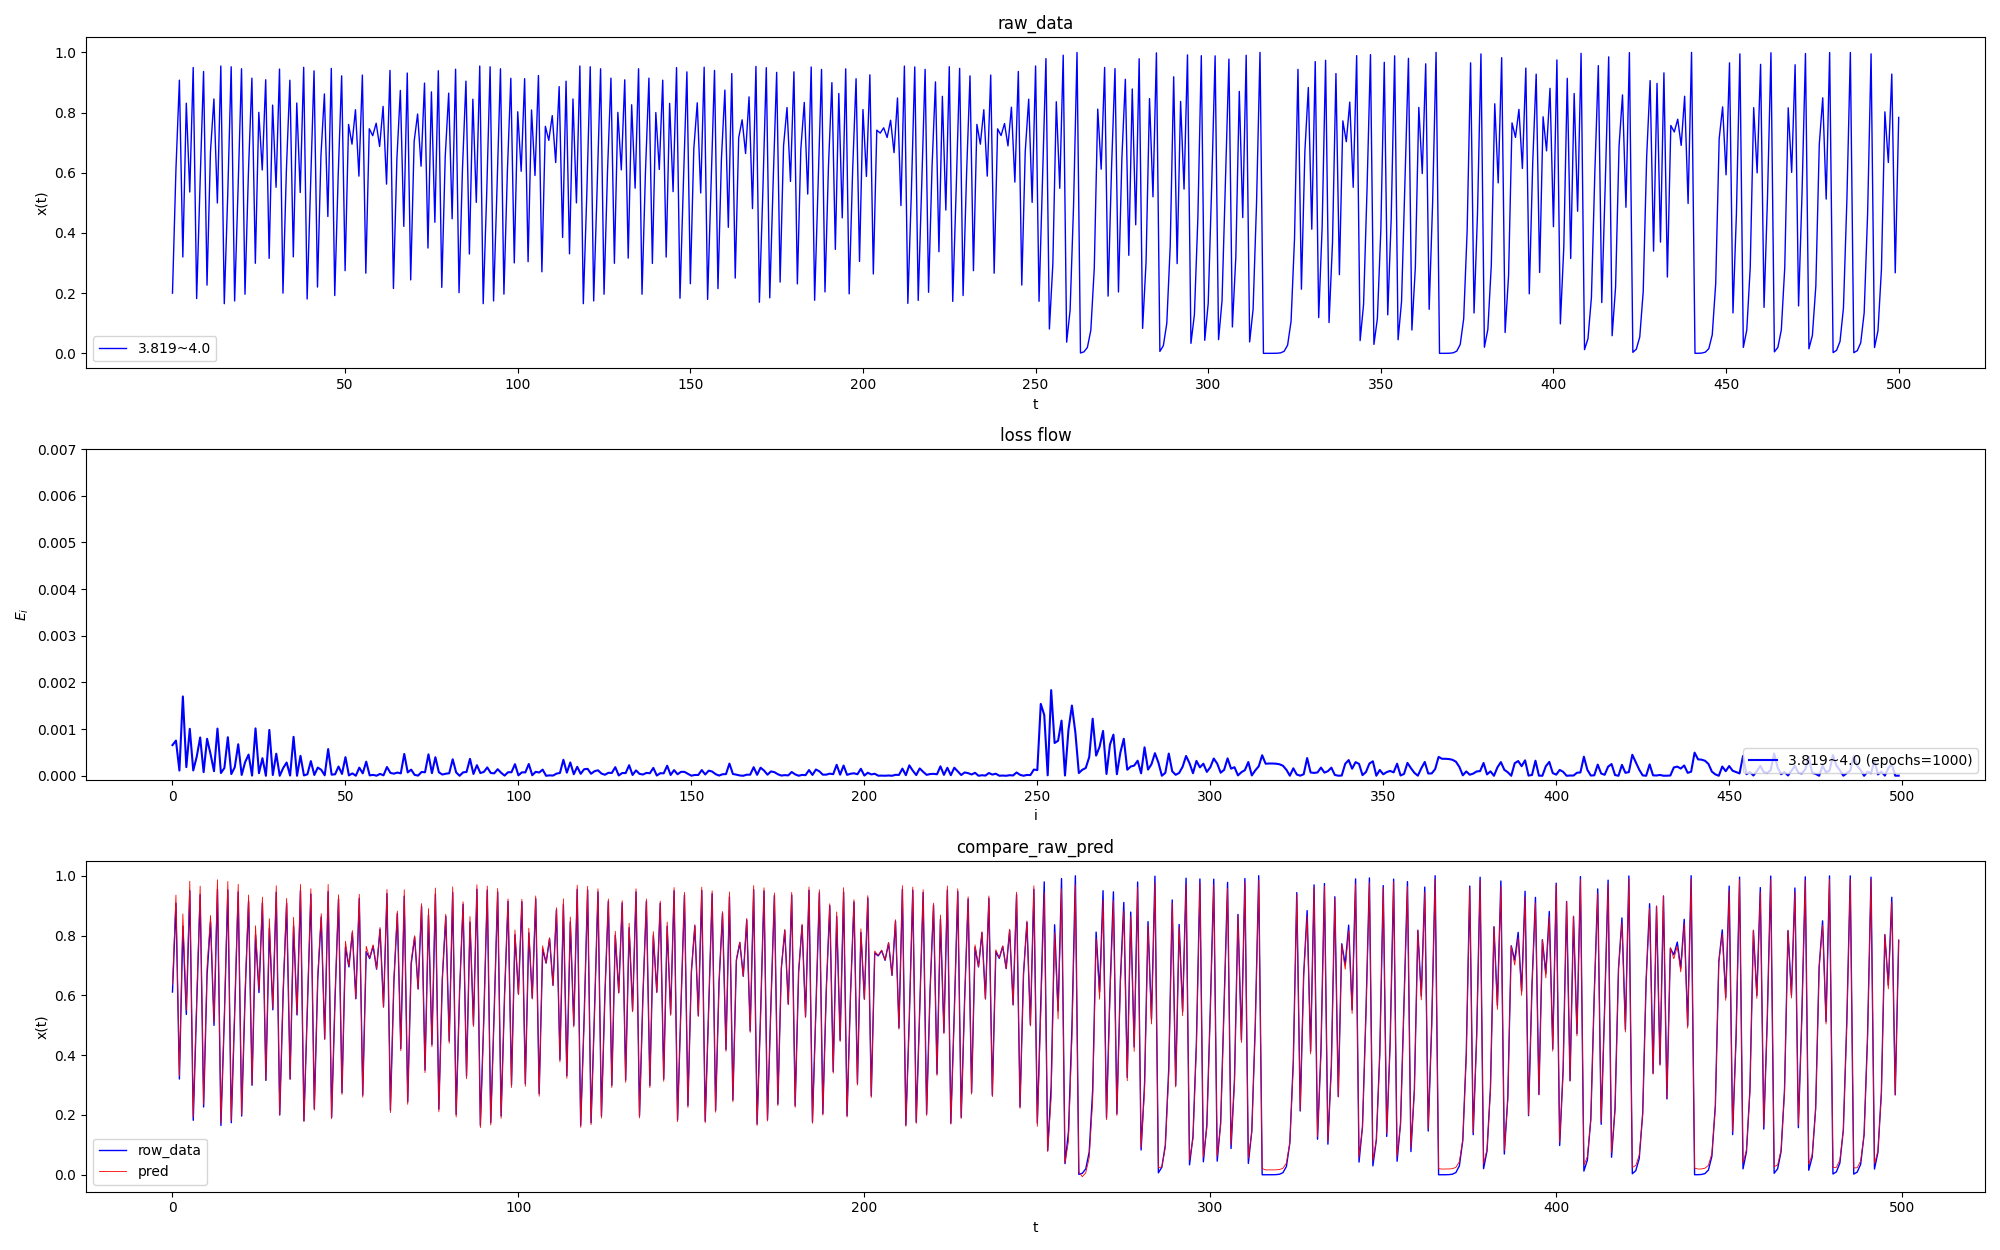 raw_data
1.0
0.8
0.6
0.4
0.2
0.0
x(t)
3.819~4.0
50 100 150 200 250 300 350 400 450 500
t
loss flow
0.007
0.006
0.005
0.004
0.003
0.002
0.001
0.000
E_i
3.819~4.0 (epochs=1000)
0 50 100 150 200 250 300 350 400 450 500
i
compare_raw_pred
1.0
0.8
0.6
0.4
0.2
0.0
x(t)
row_data
pred
0 100 200 300 400 500
t